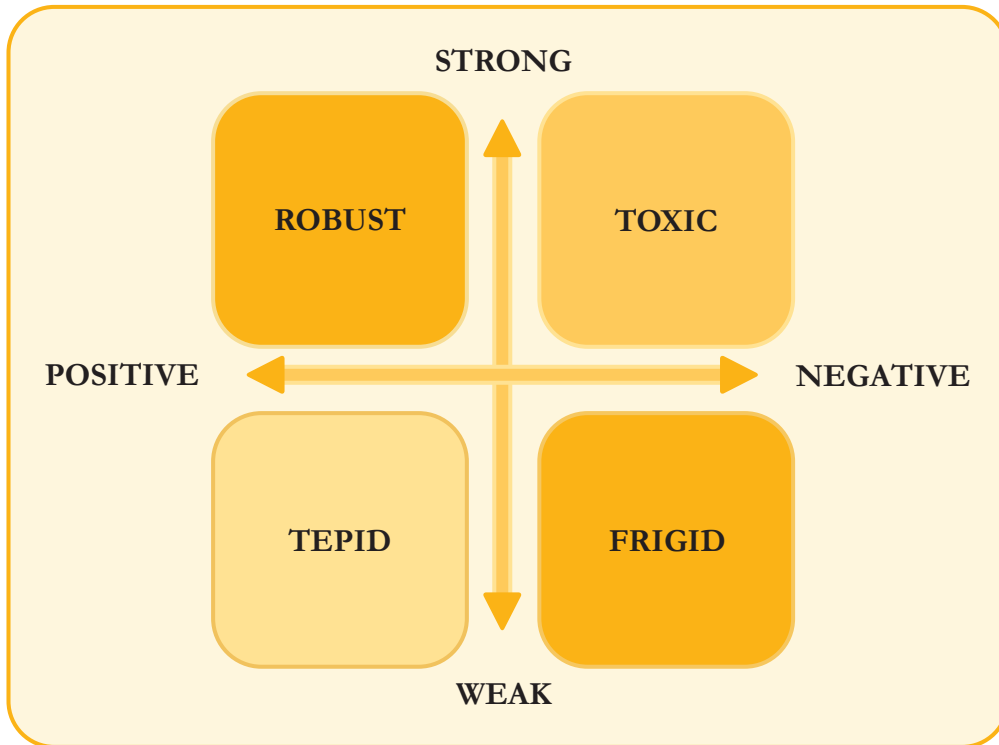 STRONG
ROBUST
TOXIC
POSITIVE
NEGATIVE
TEPID
FRIGID
WEAK